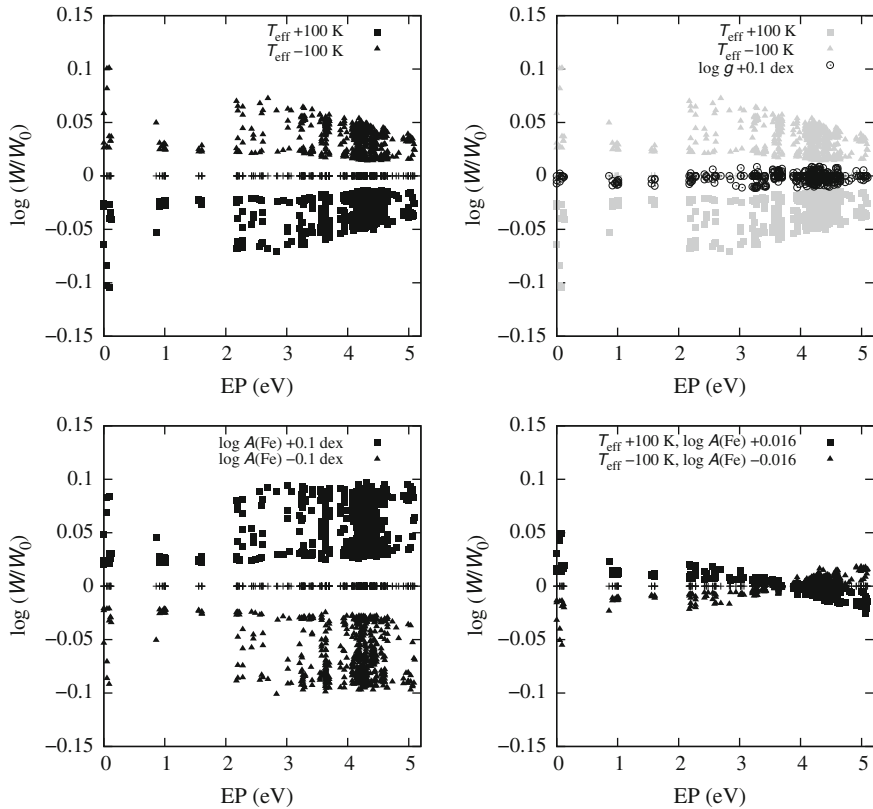 T_eff +100 K
T_eff −100 K
0.15
0.1
0.05
0
−0.05
−0.1
−0.15
log (W/W_0)
0 1 2 3 4 5
EP (eV)
T_eff +100 K
T_eff −100 K
log g +0.1 dex
0.15
0.1
0.05
0
−0.05
−0.1
−0.15
log (W/W_0)
0 1 2 3 4 5
EP (eV)
log A(Fe) +0.1 dex
log A(Fe) −0.1 dex
0.15
0.1
0.05
0
−0.05
−0.1
−0.15
log (W/W_0)
0 1 2 3 4 5
EP (eV)
T_eff +100 K, log A(Fe) +0.016
T_eff −100 K, log A(Fe) −0.016
0.15
0.1
0.05
0
−0.05
−0.1
−0.15
log (W/W_0)
0 1 2 3 4 5
EP (eV)